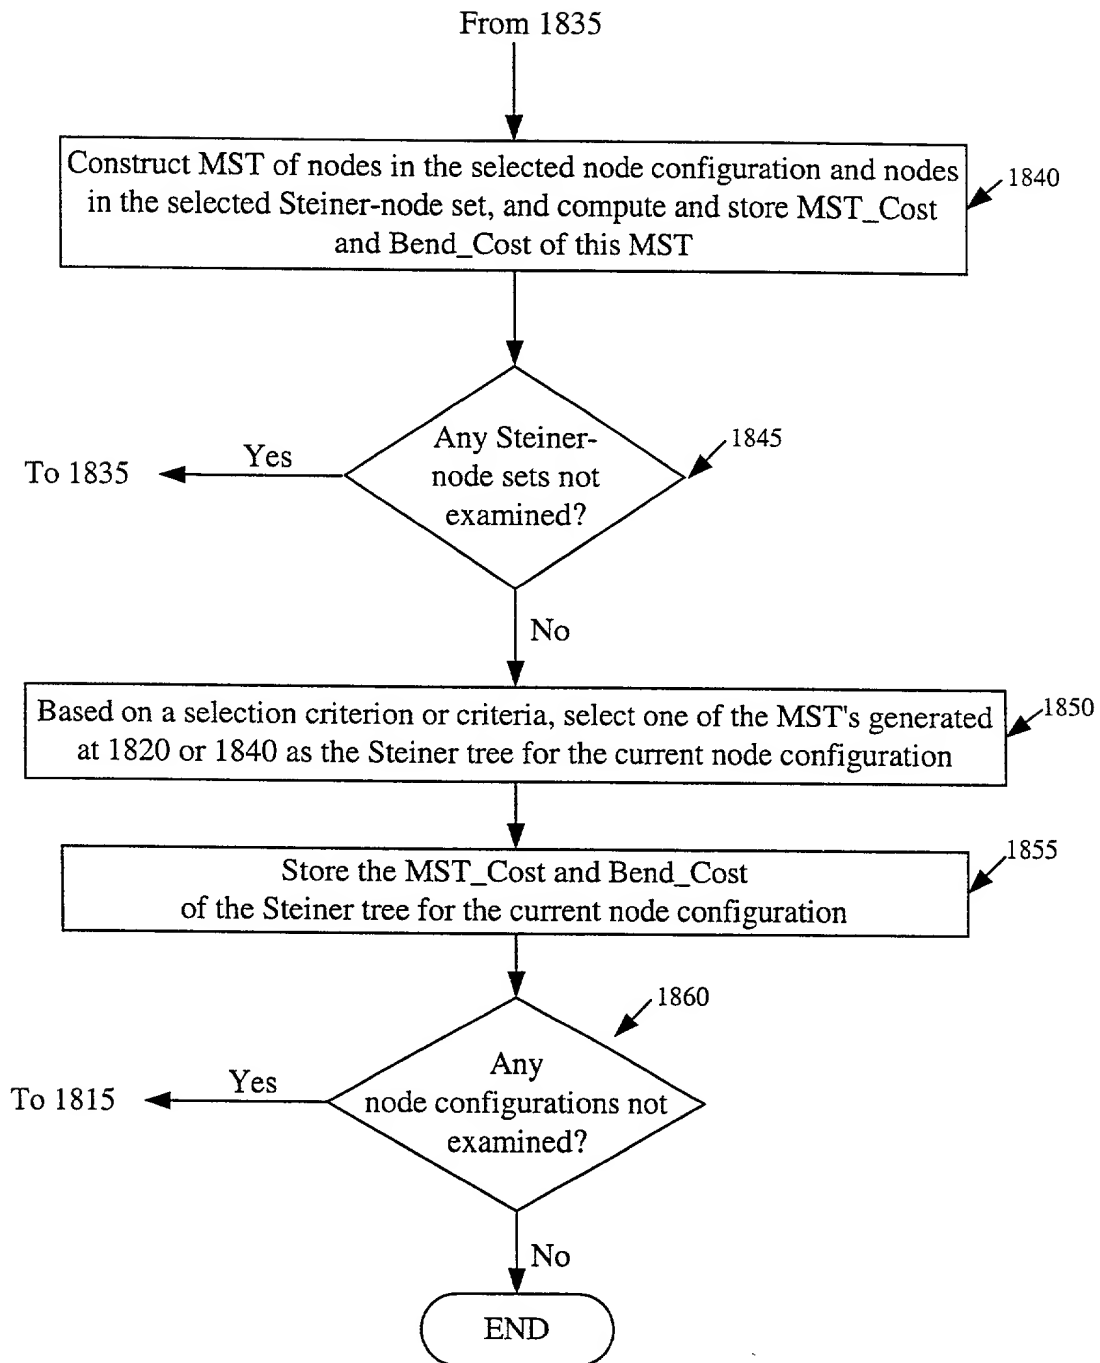 From 1835
Construct MST of nodes in the selected node configuration and nodes
in the selected Steiner-node set, and compute and store MST_Cost
and Bend_Cost of this MST
1840
Any Steiner-
node sets not
examined?
1845
Yes
To 1835
No
Based on a selection criterion or criteria, select one of the MST's generated
at 1820 or 1840 as the Steiner tree for the current node configuration
1850
Store the MST_Cost and Bend_Cost
of the Steiner tree for the current node configuration
1855
1860
Any
node configurations not
examined?
Yes
To 1815
No
END